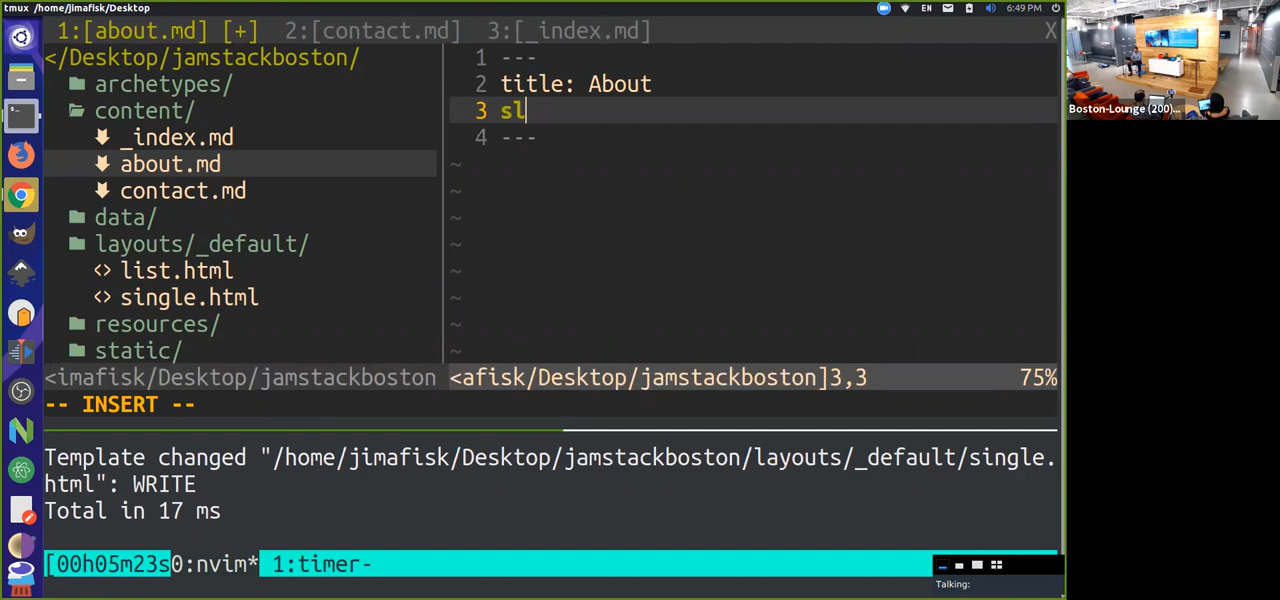 tmux /home/jimafisk/Desktop
EN
6:49 PM
1:[about.md] [+] 2:[contact.md] 3:[_index.md] X
</Desktop/jamstackboston/
archetypes/
content/
_index.md
about.md
contact.md
data/
layouts/_default/
list.html
single.html
resources/
static/
1 ---
2 title: About
3 sl
4 ---
~
~
~
~
~
~
~
~
<imafisk/Desktop/jamstackboston <afisk/Desktop/jamstackboston]3,3 75%
-- INSERT --
Template changed "/home/jimafisk/Desktop/jamstackboston/layouts/_default/single.
html": WRITE
Total in 17 ms
[00h05m23s0:nvim* 1:timer-
Talking:
Boston-Lounge (200)...